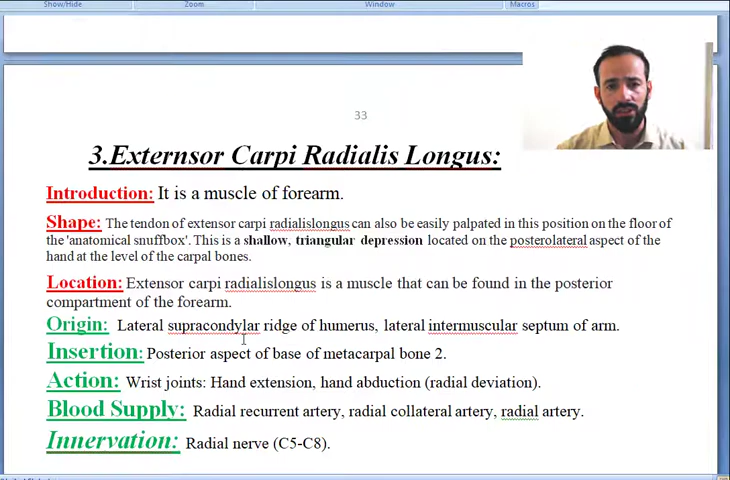 Show/Hide Zoom Window Macros
33
3.Externsor Carpi Radialis Longus:
Introduction: It is a muscle of forearm.
Shape: The tendon of extensor carpi radialislongus can also be easily palpated in this position on the floor of
the 'anatomical snuffbox'. This is a shallow, triangular depression located on the posterolateral aspect of the
hand at the level of the carpal bones.
Location: Extensor carpi radialislongus is a muscle that can be found in the posterior
compartment of the forearm.
Origin: Lateral supracondylar ridge of humerus, lateral intermuscular septum of arm.
Insertion: Posterior aspect of base of metacarpal bone 2.
Action: Wrist joints: Hand extension, hand abduction (radial deviation).
Blood Supply: Radial recurrent artery, radial collateral artery, radial artery.
Innervation: Radial nerve (C5-C8).